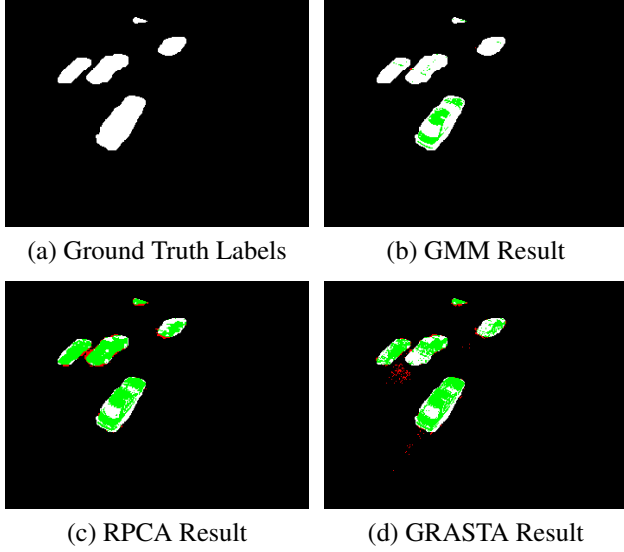 (a) Ground Truth Labels
(b) GMM Result
(c) RPCA Result
(d) GRASTA Result